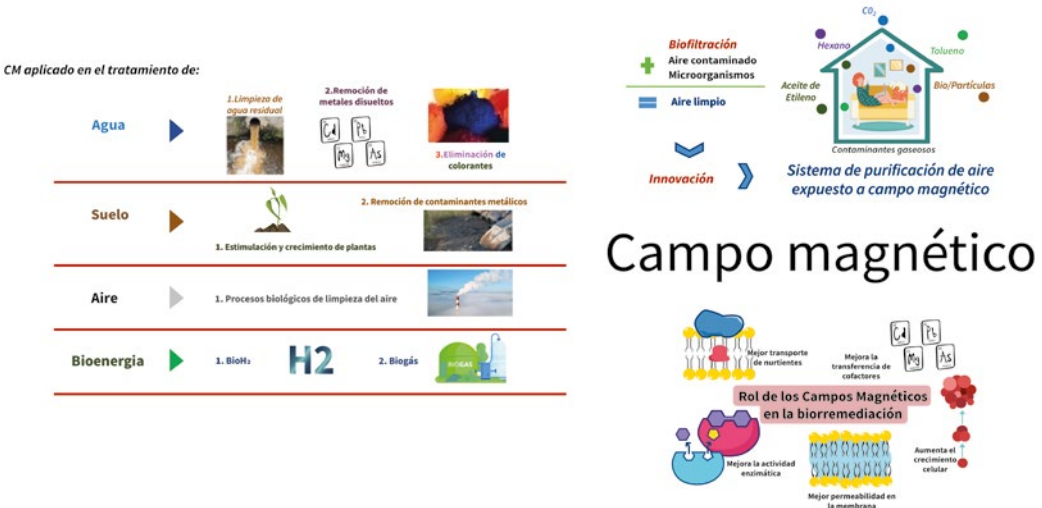 CM aplicado en el tratamiento de:
Agua
1.Limpieza de
agua residual
2.Remoción de
metales disueltos
Cd
Pb
Mg
As
3.Eliminación de
colorantes
Suelo
1. Estimulación y crecimiento de plantas
2. Remoción de contaminantes metálicos
Aire
1. Procesos biológicos de limpieza del aire
Bioenergia
1. BioH₂
H2
2. Biogás
BIOGAS
Biofiltración
Aire contaminado
Microorganismos
Aire limpio
Innovación
C0₂
Hexano
Tolueno
Aceite de
Etileno
Bio/Partículas
Contaminantes gaseosos
Sistema de purificación de aire
expuesto a campo magnético
Campo magnético
Mejor transporte
de nurtientes
Mejora la
transferencia de
cofactores
Cd
Pb
Mg
As
Rol de los Campos Magnéticos
en la biorremediación
Mejora la actividad
enzimática
Mejor permeabilidad en
la membrana
Aumenta el
crecimiento
celular